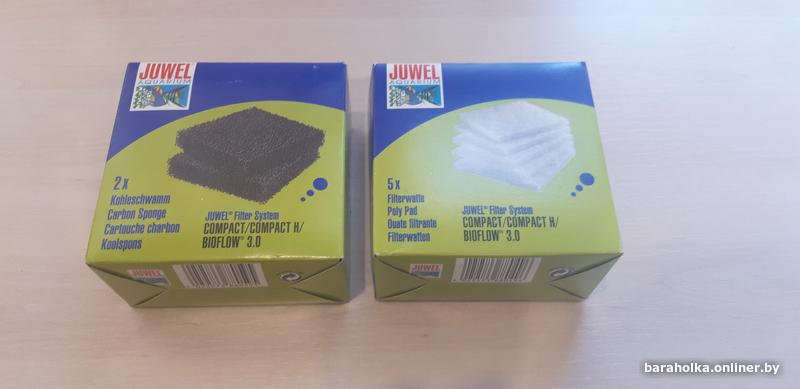 JUWEL
AQUARIUM
2 x
Kohleschwamm
Carbon Sponge
Cartouche charbon
Koolspons
JUWEL® Filter System
COMPACT/COMPACT H/
BIOFLOW® 3.0
JUWEL
JUWEL
AQUARIUM
5 x
Filterwatte
Poly Pad
Ouate filtrante
Filterwatten
JUWEL® Filter System
COMPACT/COMPACT H/
BIOFLOW® 3.0
JUWEL
baraholka.onliner.by